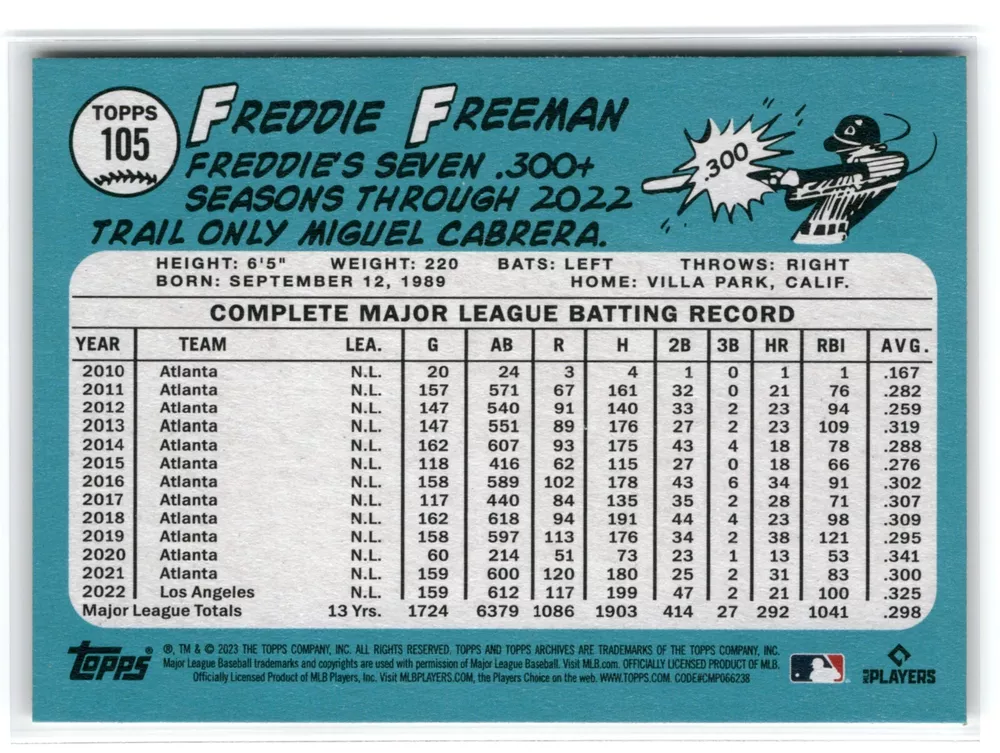 TOPPS
105
FREDDIE FREEMAN
FREDDIE'S SEVEN .300+
SEASONS THROUGH 2022
TRAIL ONLY MIGUEL CABRERA.
.300
HEIGHT: 6'5" WEIGHT: 220 BATS: LEFT THROWS: RIGHT
BORN: SEPTEMBER 12, 1989 HOME: VILLA PARK, CALIF.
COMPLETE MAJOR LEAGUE BATTING RECORD
YEAR TEAM LEA. G AB R H 2B 3B HR RBI AVG.
2010 Atlanta N.L. 20 24 3 4 1 0 1 1 .167
2011 Atlanta N.L. 157 571 67 161 32 0 21 76 .282
2012 Atlanta N.L. 147 540 91 140 33 2 23 94 .259
2013 Atlanta N.L. 147 551 89 176 27 2 23 109 .319
2014 Atlanta N.L. 162 607 93 175 43 4 18 78 .288
2015 Atlanta N.L. 118 416 62 115 27 0 18 66 .276
2016 Atlanta N.L. 158 589 102 178 43 6 34 91 .302
2017 Atlanta N.L. 117 440 84 135 35 2 28 71 .307
2018 Atlanta N.L. 162 618 94 191 44 4 23 98 .309
2019 Atlanta N.L. 158 597 113 176 34 2 38 121 .295
2020 Atlanta N.L. 60 214 51 73 23 1 13 53 .341
2021 Atlanta N.L. 159 600 120 180 25 2 31 83 .300
2022 Los Angeles N.L. 159 612 117 199 47 2 21 100 .325
Major League Totals 13 Yrs. 1724 6379 1086 1903 414 27 292 1041 .298
topps®
®, TM & © 2023 THE TOPPS COMPANY, INC. ALL RIGHTS RESERVED. TOPPS AND TOPPS ARCHIVES ARE TRADEMARKS OF THE TOPPS COMPANY, INC.
Major League Baseball trademarks and copyrights are used with permission of Major League Baseball. Visit MLB.com. OFFICIALLY LICENSED PRODUCT OF MLB.
Officially Licensed Product of MLB Players, Inc. Visit MLBPLAYERS.COM, the Players Choice on the web. WWW.TOPPS.COM CODE#CMP066238
MLB PLAYERS